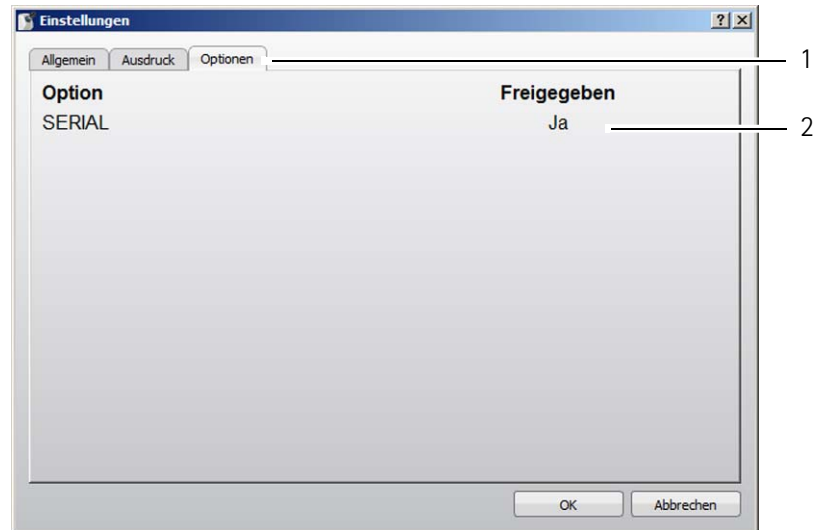 Einstellungen
Allgemein Ausdruck Optionen
1
Option Freigegeben
SERIAL Ja
2
OK Abbrechen